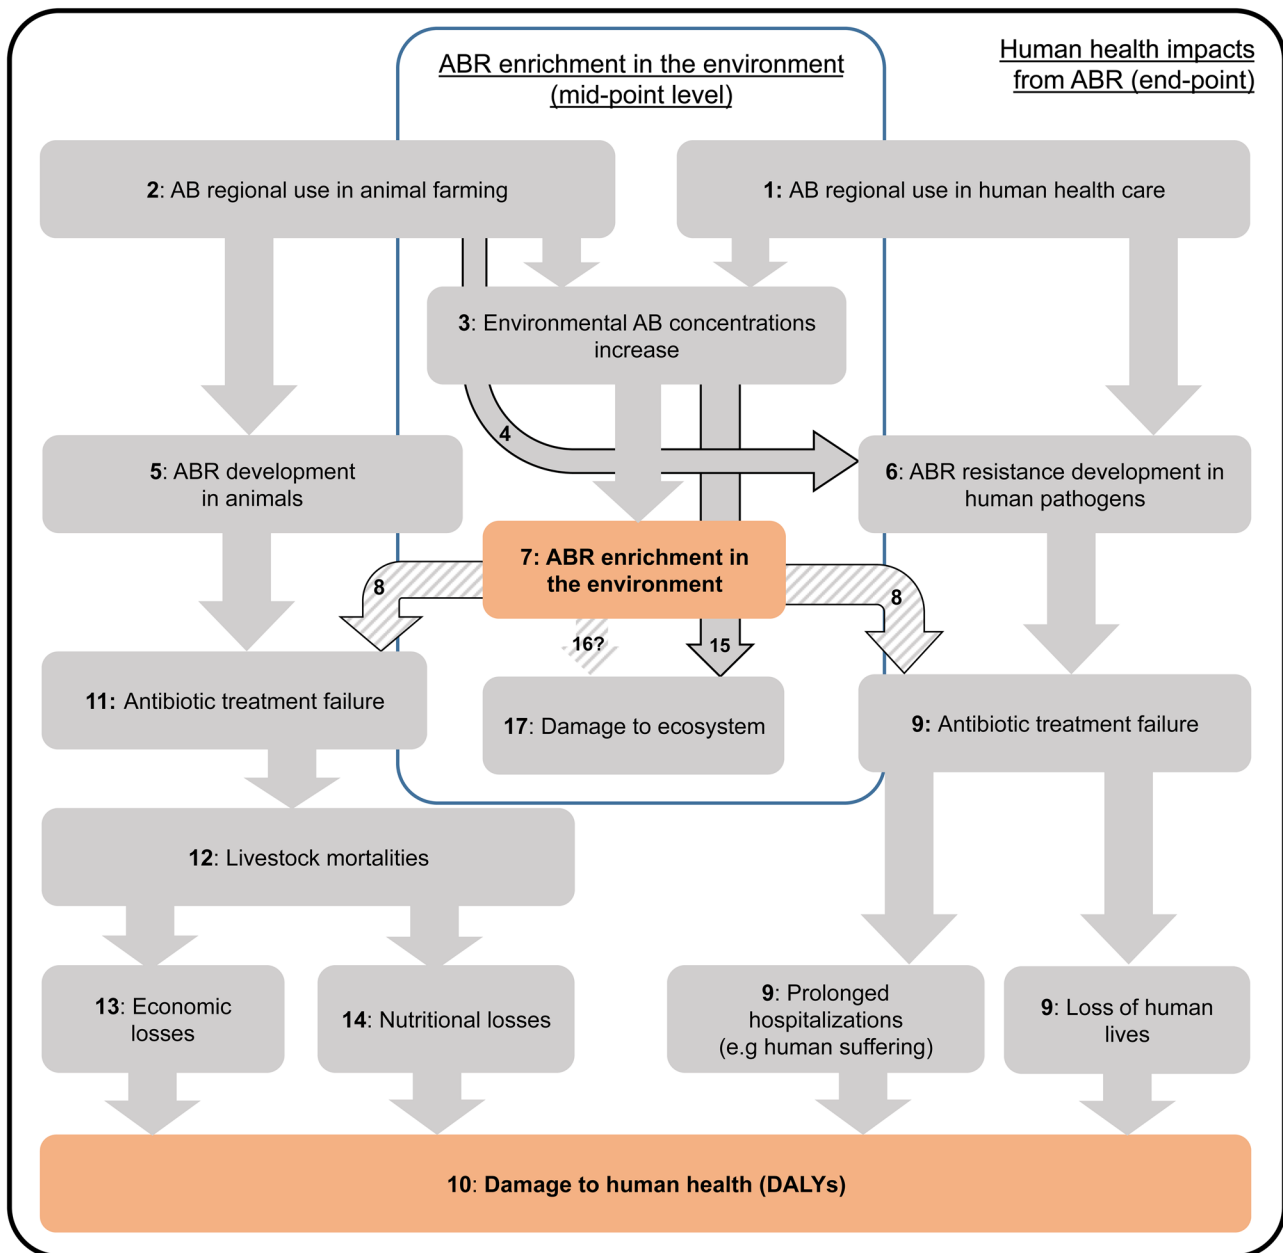 ABR enrichment in the environment
(mid-point level)
Human health impacts
from ABR (end-point)
2: AB regional use in animal farming
1: AB regional use in human health care
3: Environmental AB concentrations
increase
4
5: ABR development
in animals
6: ABR resistance development in
human pathogens
7: ABR enrichment in
the environment
8
8
16?
15
11: Antibiotic treatment failure
17: Damage to ecosystem
9: Antibiotic treatment failure
12: Livestock mortalities
13: Economic
losses
14: Nutritional losses
9: Prolonged
hospitalizations
(e.g human suffering)
9: Loss of human
lives
10: Damage to human health (DALYs)